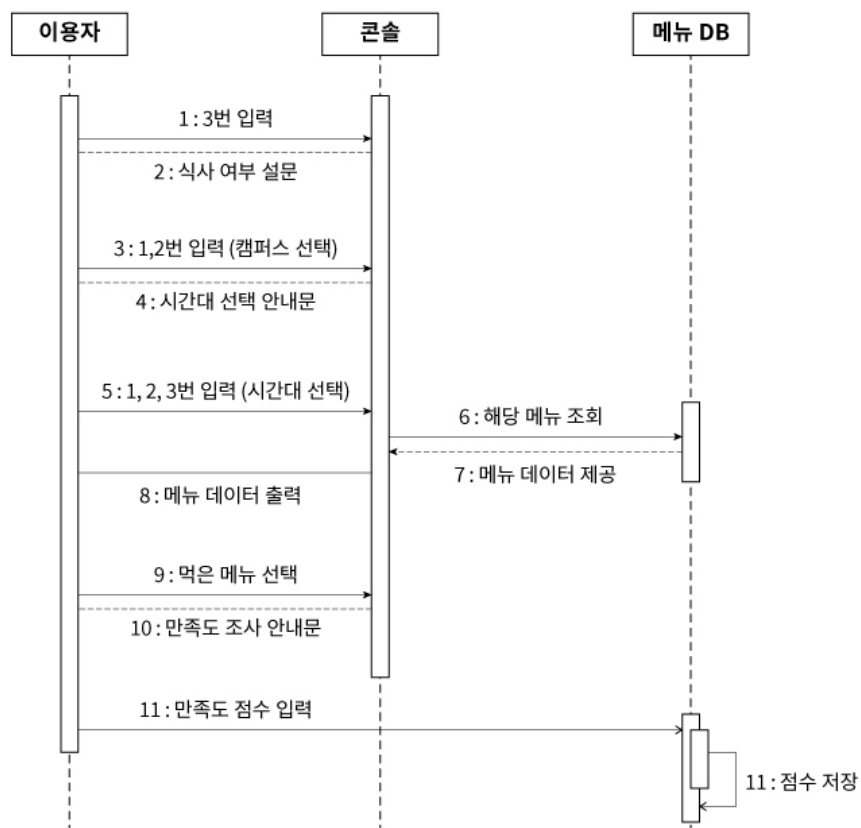 이용자
콘솔
메뉴 DB
1 : 3번 입력
2 : 식사 여부 설문
3 : 1,2번 입력 (캠퍼스 선택)
4 : 시간대 선택 안내문
5 : 1, 2, 3번 입력 (시간대 선택)
6 : 해당 메뉴 조회
7 : 메뉴 데이터 제공
8 : 메뉴 데이터 출력
9 : 먹은 메뉴 선택
10 : 만족도 조사 안내문
11 : 만족도 점수 입력
11 : 점수 저장